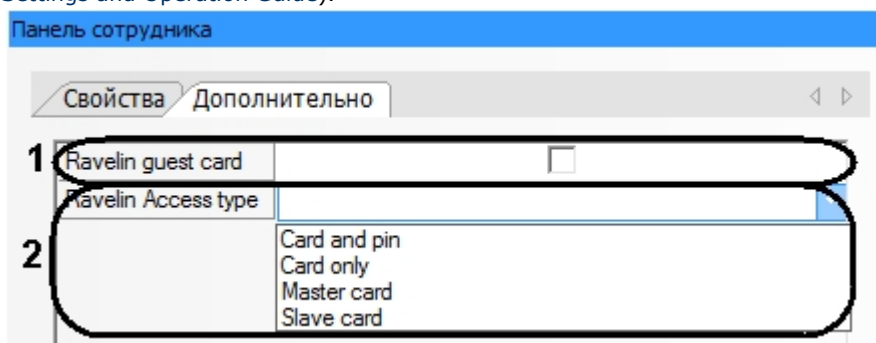 Settings and Operation Guide).
Панель сотрудника
Свойства Дополнительно
1 Ravelin guest card
Ravelin Access type
2
Card and pin
Card only
Master card
Slave card